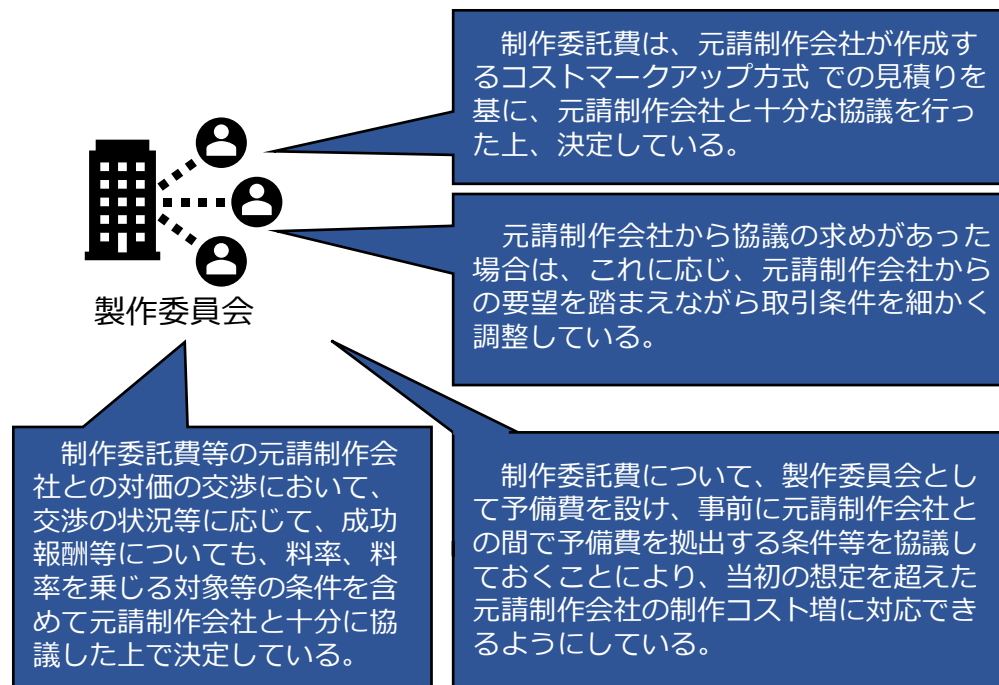 制作委託費は、元請制作会社が作成す
るコストマークアップ方式 での見積りを
基に、元請制作会社と十分な協議を行っ
た上、決定している。
元請制作会社から協議の求めがあった
場合は、これに応じ、元請制作会社から
の要望を踏まえながら取引条件を細かく
調整している。
製作委員会
制作委託費等の元請制作会
社との対価の交渉において、
交渉の状況等に応じて、成功
報酬等についても、料率、料
率を乗じる対象等の条件を含
めて元請制作会社と十分に協
議した上で決定している。
制作委託費について、製作委員会とし
て予備費を設け、事前に元請制作会社と
の間で予備費を拠出する条件等を協議し
ておくことにより、当初の想定を超えた
元請制作会社の制作コスト増に対応でき
るようにしている。